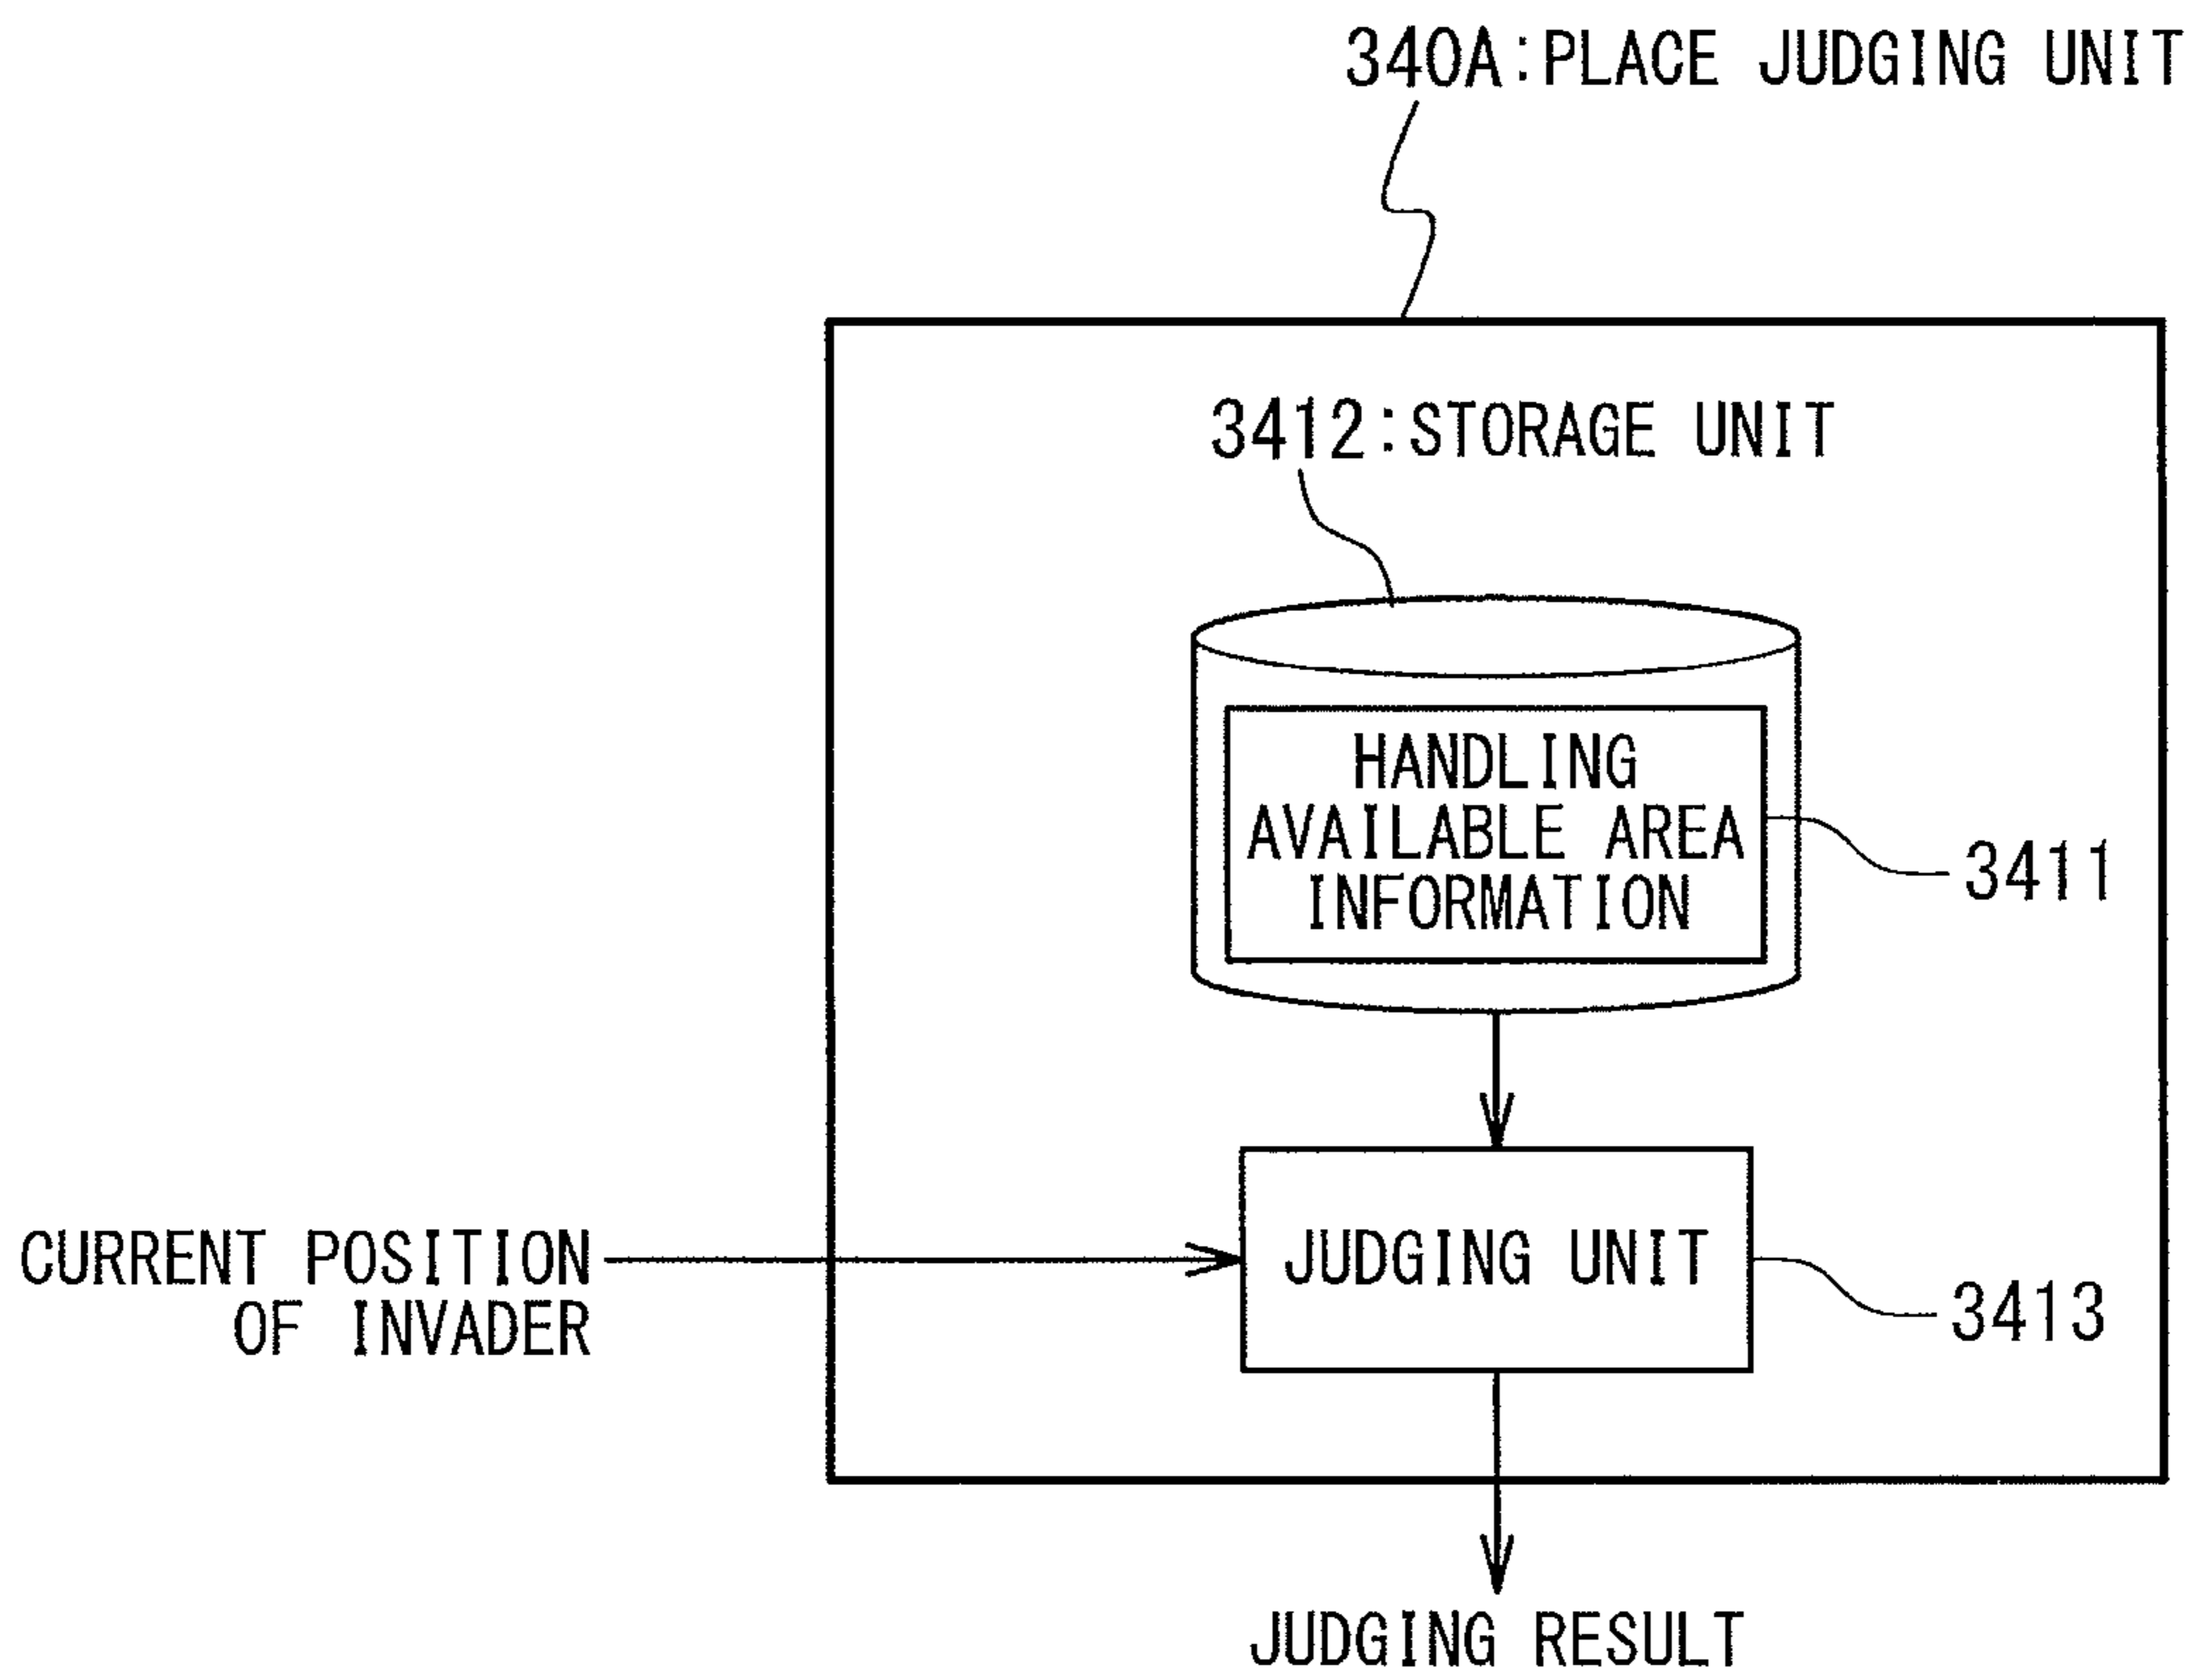 340A:PLACE JUDGING UNIT
3412:STORAGE UNIT
HANDLING
AVAILABLE AREA
INFORMATION
3411
CURRENT POSITION
OF INVADER
JUDGING UNIT
3413
JUDGING RESULT